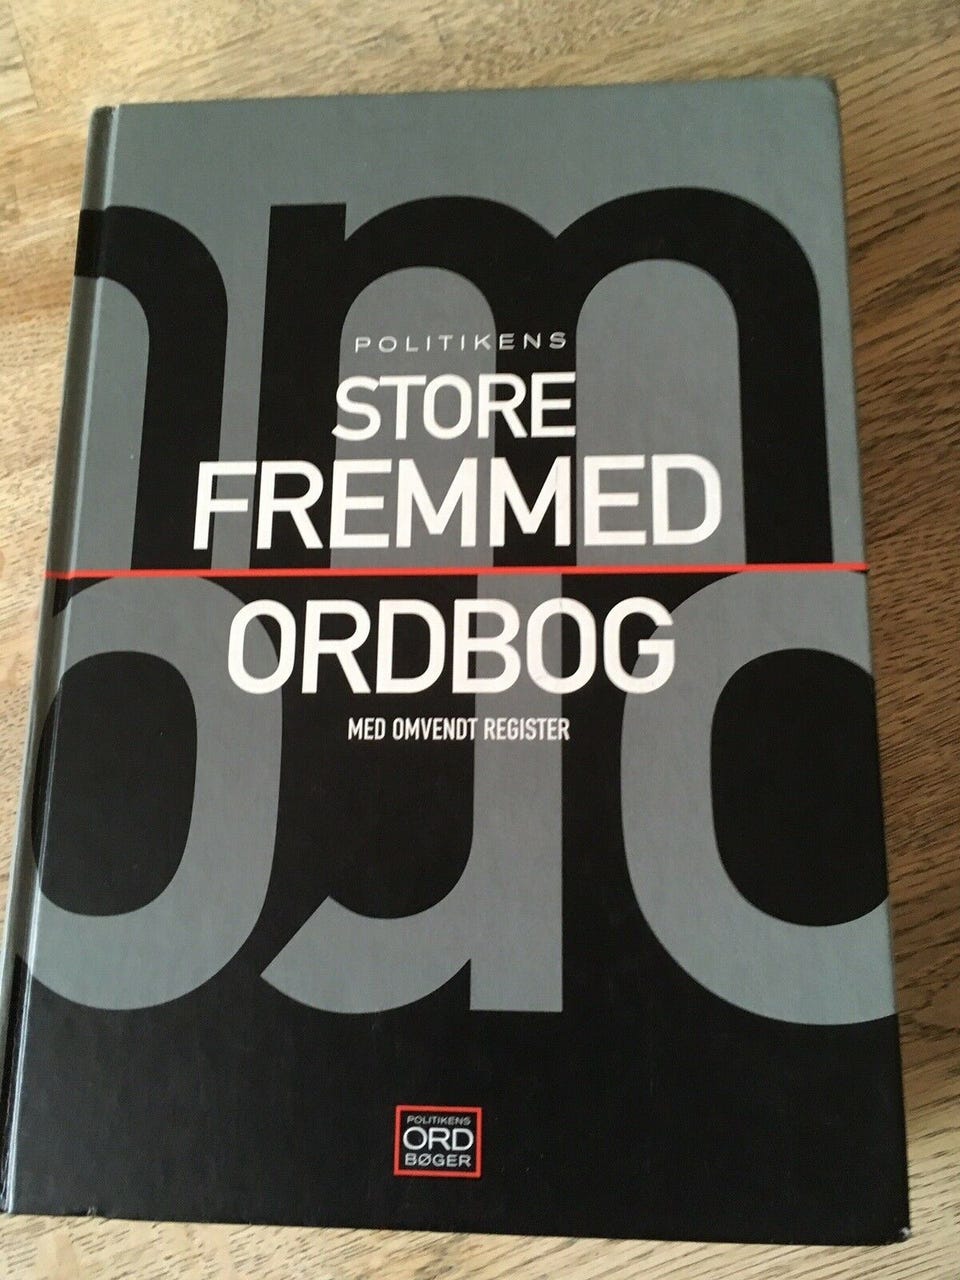 POLITIKENS
STORE
FREMMED
ORDBOG
MED OMVENDT REGISTER
POLITIKENS
ORD
BØGER